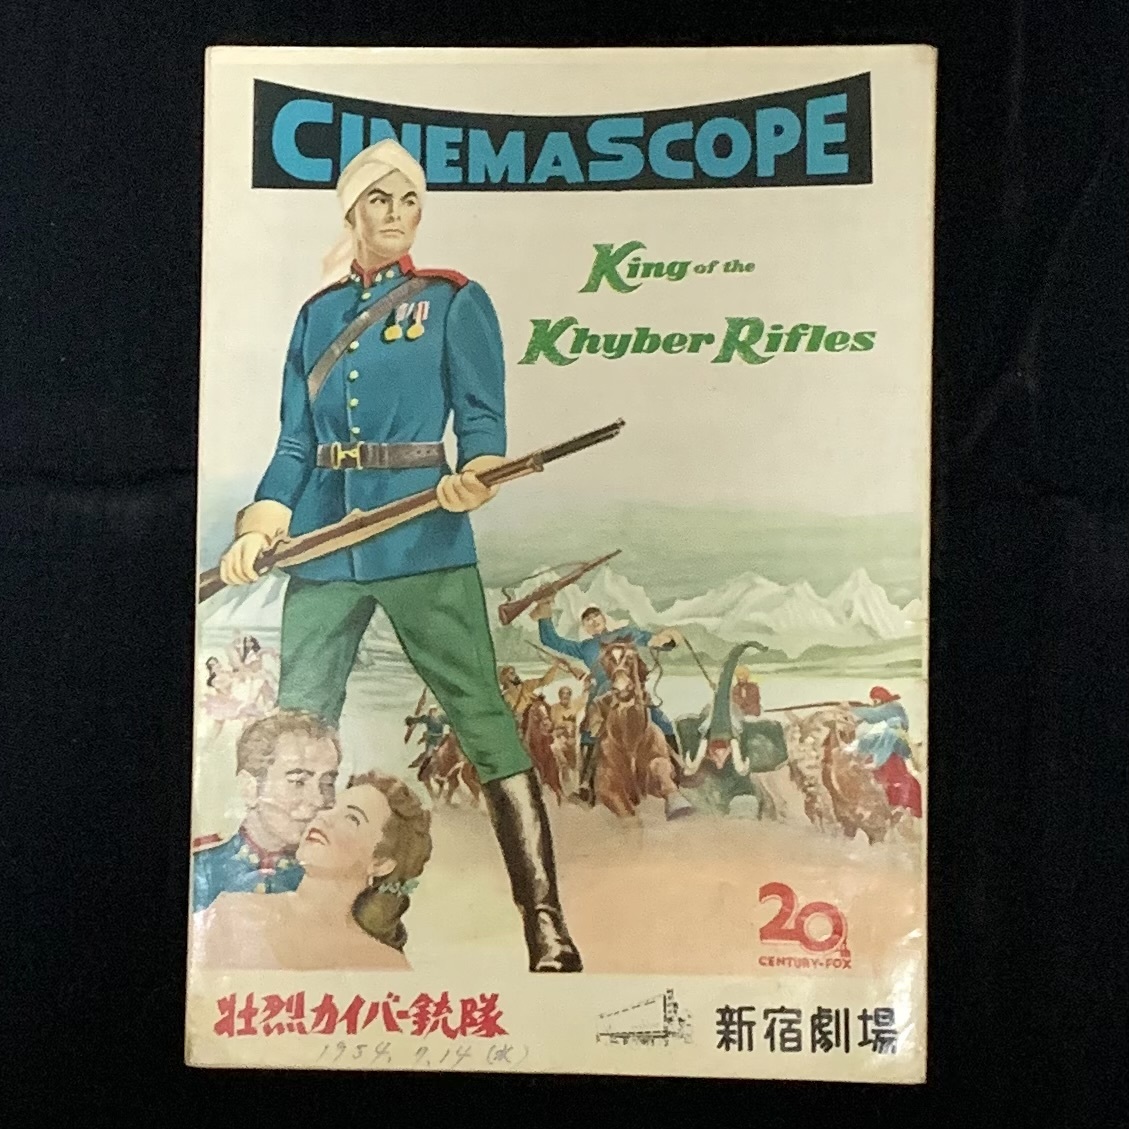 CINEMASCOPE
King of the
Khyber Rifles
20
CENTURY-FOX
壮烈カイバー銃隊
新宿劇場
1954. 7. 14 (水)